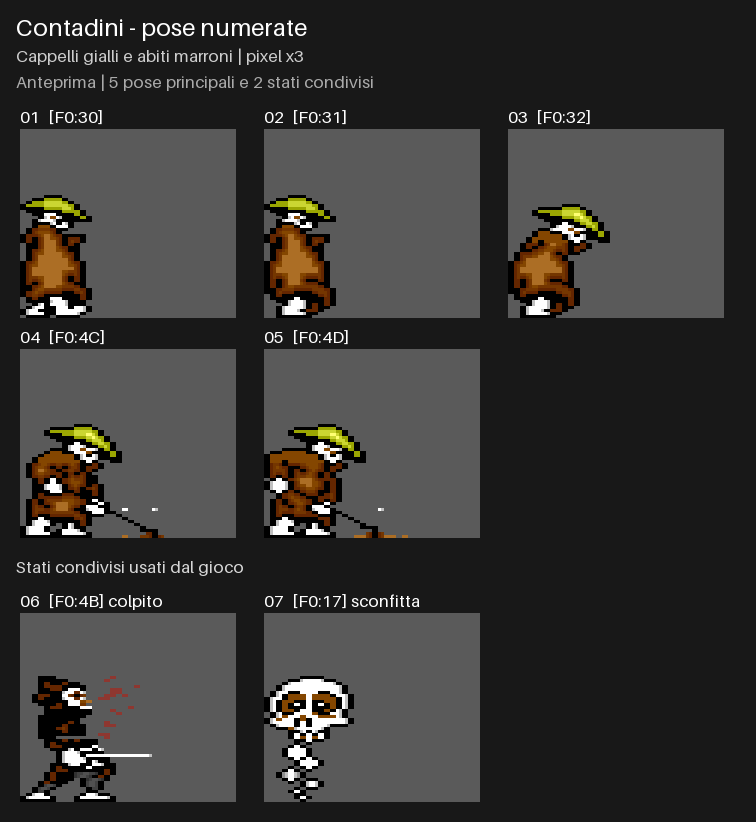 Contadini - pose numerate
Cappelli gialli e abiti marroni | pixel x3
Anteprima | 5 pose principali e 2 stati condivisi
01 [F0:30]
02 [F0:31]
03 [F0:32]
04 [F0:4C]
05 [F0:4D]
Stati condivisi usati dal gioco
06 [F0:4B] colpito
07 [F0:17] sconfitta